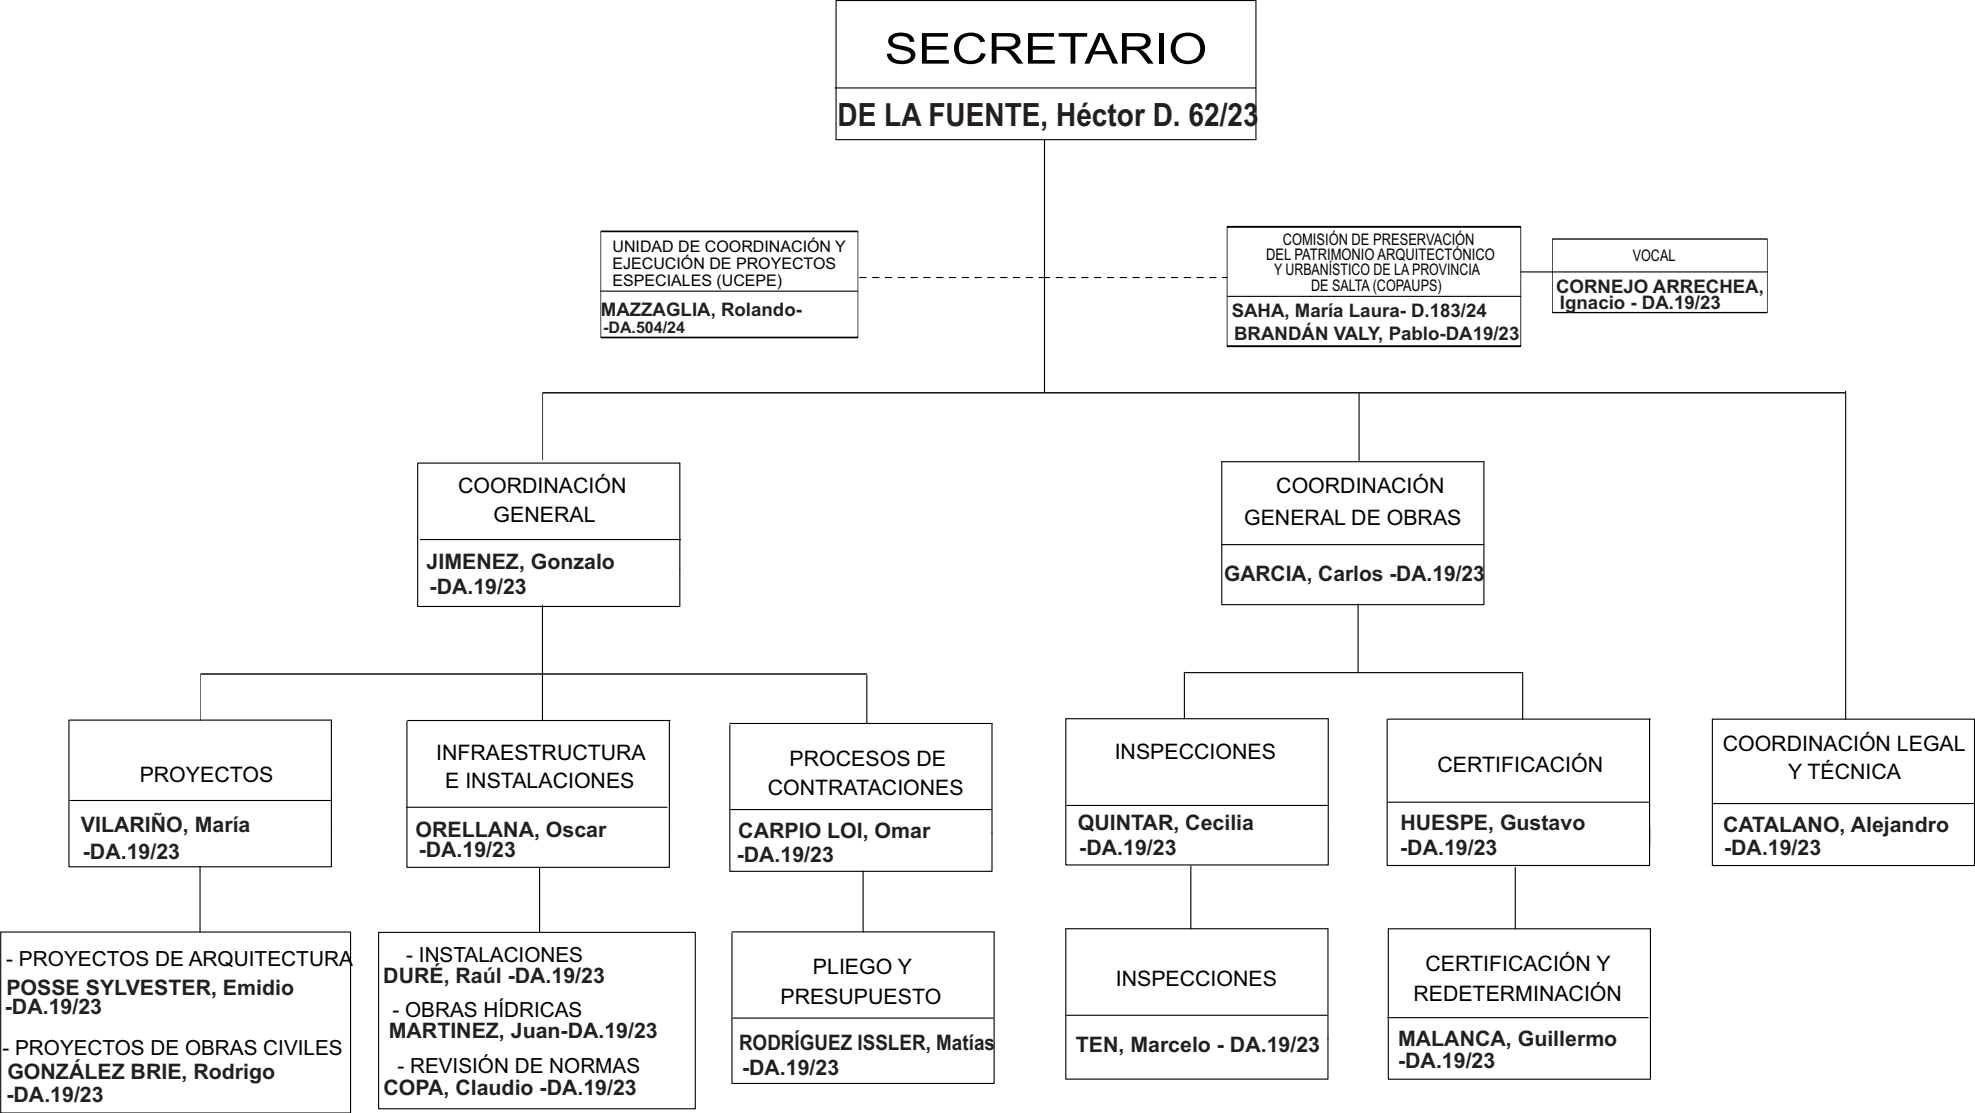 SECRETARIO
DE LA FUENTE, Héctor D. 62/23
UNIDAD DE COORDINACIÓN Y
EJECUCIÓN DE PROYECTOS
ESPECIALES (UCEPE)
MAZZAGLIA, Rolando-
-DA.504/24
COMISIÓN DE PRESERVACIÓN
DEL PATRIMONIO ARQUITECTÓNICO
Y URBANÍSTICO DE LA PROVINCIA
DE SALTA (COPAUPS)
SAHA, María Laura- D.183/24
BRANDÁN VALY, Pablo-DA19/23
VOCAL
CORNEJO ARRECHEA,
Ignacio - DA.19/23
COORDINACIÓN
GENERAL
JIMENEZ, Gonzalo
-DA.19/23
COORDINACIÓN
GENERAL DE OBRAS
GARCIA, Carlos -DA.19/23
PROYECTOS
VILARIÑO, María
-DA.19/23
INFRAESTRUCTURA
E INSTALACIONES
ORELLANA, Oscar
-DA.19/23
PROCESOS DE
CONTRATACIONES
CARPIO LOI, Omar
-DA.19/23
INSPECCIONES
QUINTAR, Cecilia
-DA.19/23
CERTIFICACIÓN
HUESPE, Gustavo
-DA.19/23
COORDINACIÓN LEGAL
Y TÉCNICA
CATALANO, Alejandro
-DA.19/23
- PROYECTOS DE ARQUITECTURA
POSSE SYLVESTER, Emidio
-DA.19/23
- PROYECTOS DE OBRAS CIVILES
GONZÁLEZ BRIE, Rodrigo
-DA.19/23
- INSTALACIONES
DURÉ, Raúl -DA.19/23
- OBRAS HÍDRICAS
MARTINEZ, Juan-DA.19/23
- REVISIÓN DE NORMAS
COPA, Claudio -DA.19/23
PLIEGO Y
PRESUPUESTO
RODRÍGUEZ ISSLER, Matías
-DA.19/23
INSPECCIONES
TEN, Marcelo - DA.19/23
CERTIFICACIÓN Y
REDETERMINACIÓN
MALANCA, Guillermo
-DA.19/23